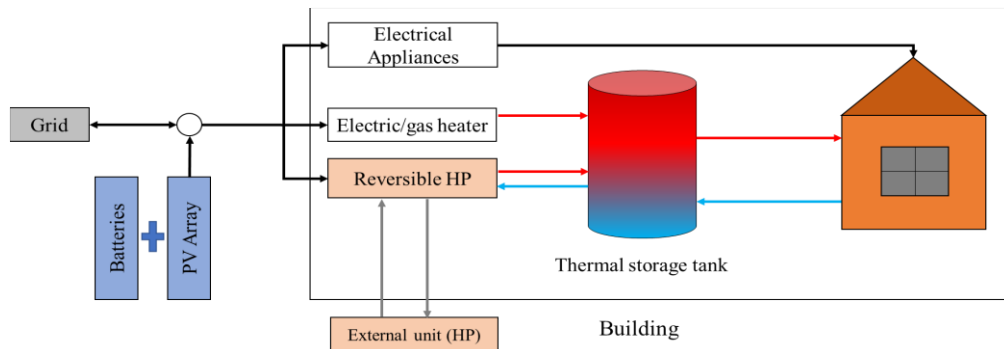 Electrical
Appliances
Grid
Electric/gas heater
Reversible HP
Batteries
PV Array
Thermal storage tank
External unit (HP)
Building